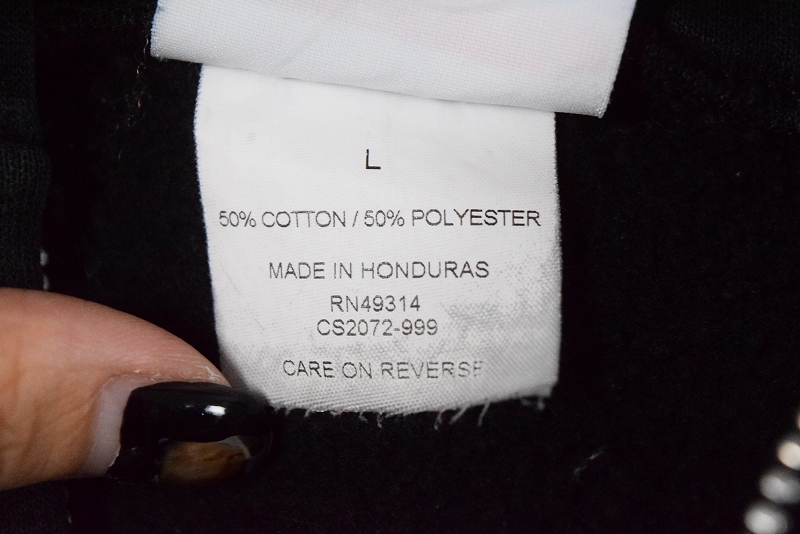 L
50% COTTON / 50% POLYESTER
MADE IN HONDURAS
RN49314
CS2072-999
CARE ON REVERSE